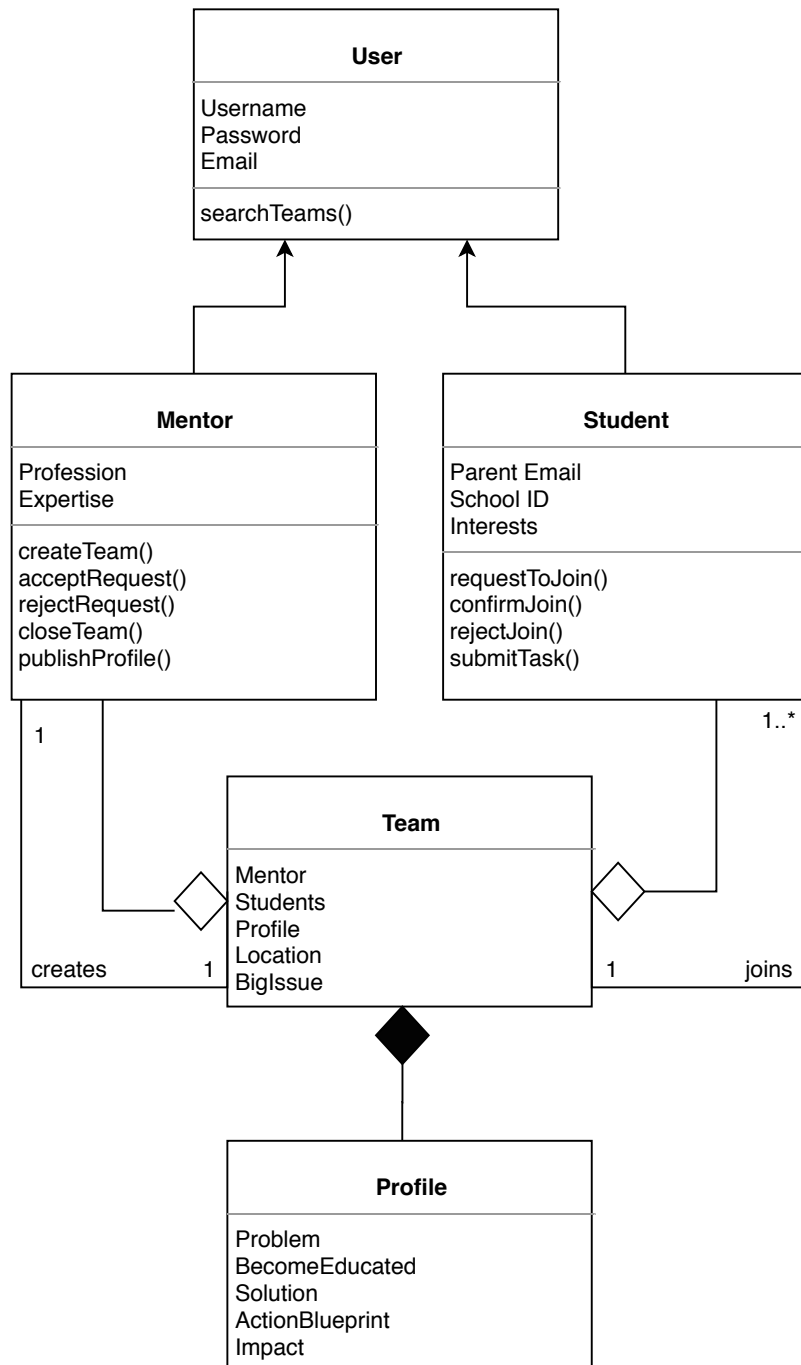 User
Username
Password
Email
searchTeams()
Mentor
Profession
Expertise
createTeam()
acceptRequest()
rejectRequest()
closeTeam()
publishProfile()
Student
Parent Email
School ID
Interests
requestToJoin()
confirmJoin()
rejectJoin()
submitTask()
1
1..*
Team
Mentor
Students
Profile
Location
BigIssue
creates
1
1
joins
Profile
Problem
BecomeEducated
Solution
ActionBlueprint
Impact